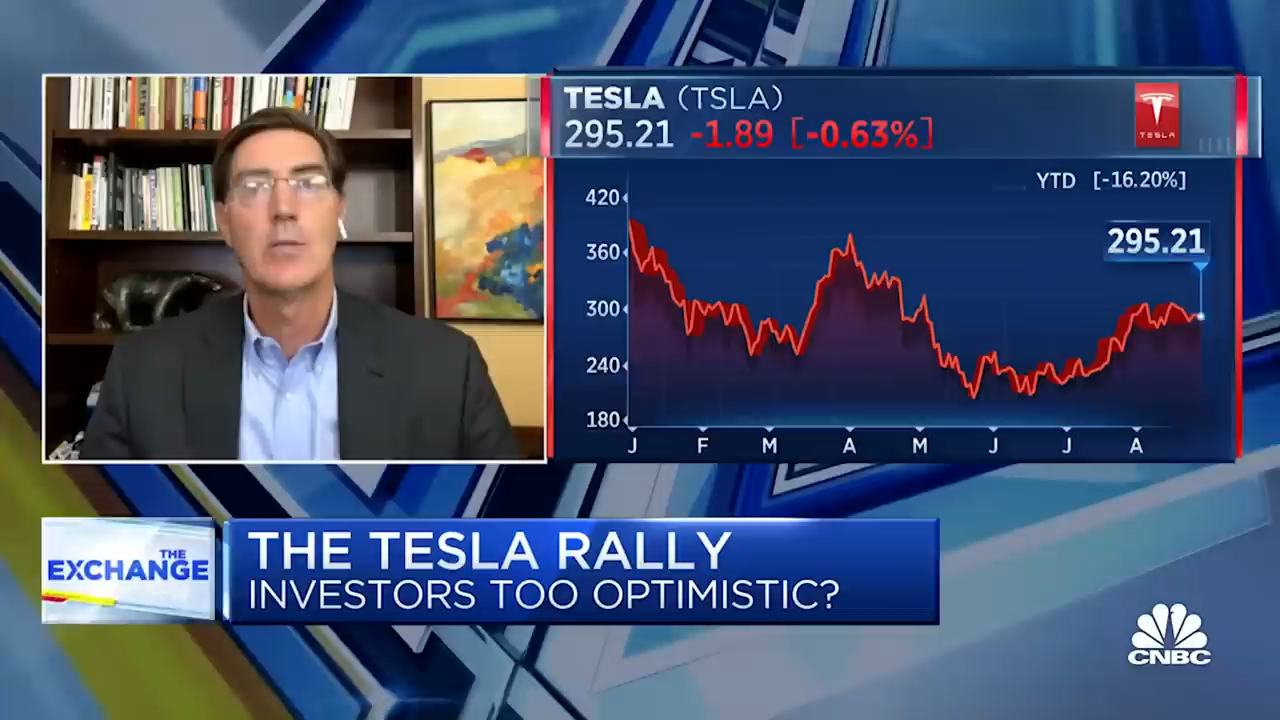 TESLA (TSLA)
295.21 -1.89 [-0.63%]
TESLA
YTD [-16.20%]
295.21
420
360
300
240
180
J F M A M J J A
THE
EXCHANGE
THE TESLA RALLY
INVESTORS TOO OPTIMISTIC?
CNBC